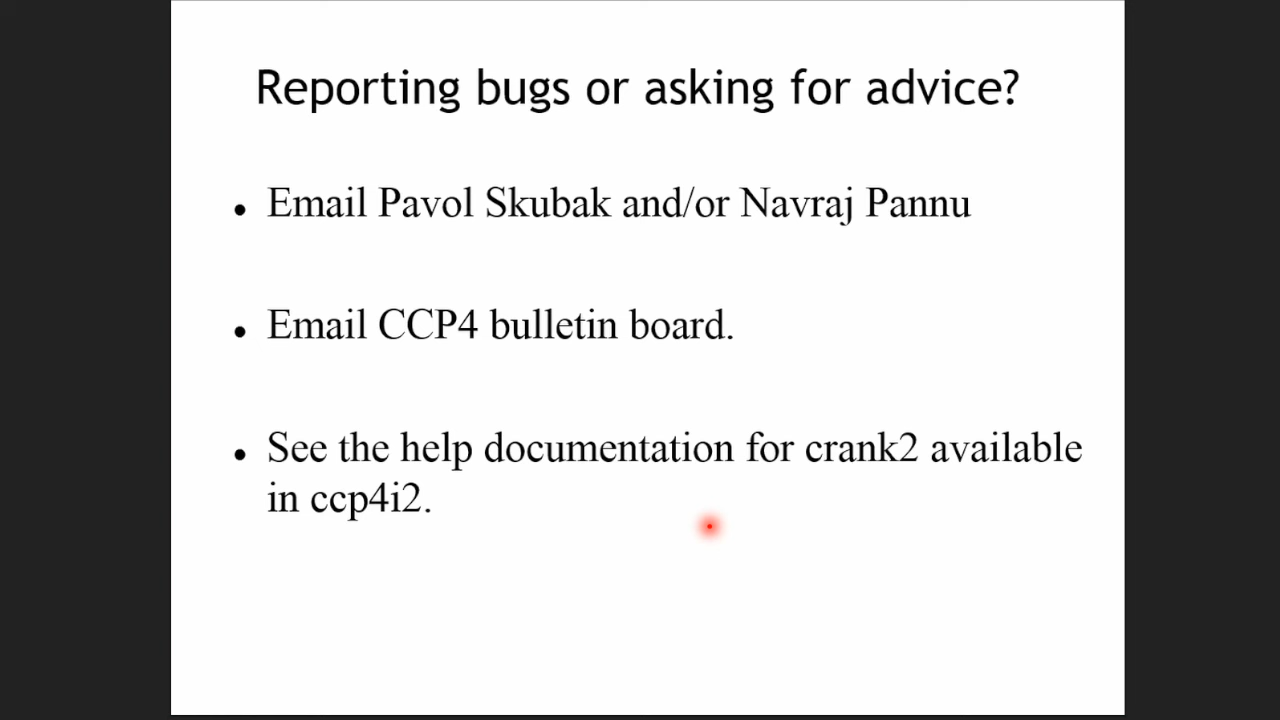 Reporting bugs or asking for advice?
Email Pavol Skubak and/or Navraj Pannu
Email CCP4 bulletin board.
See the help documentation for crank2 available
in ccp4i2.